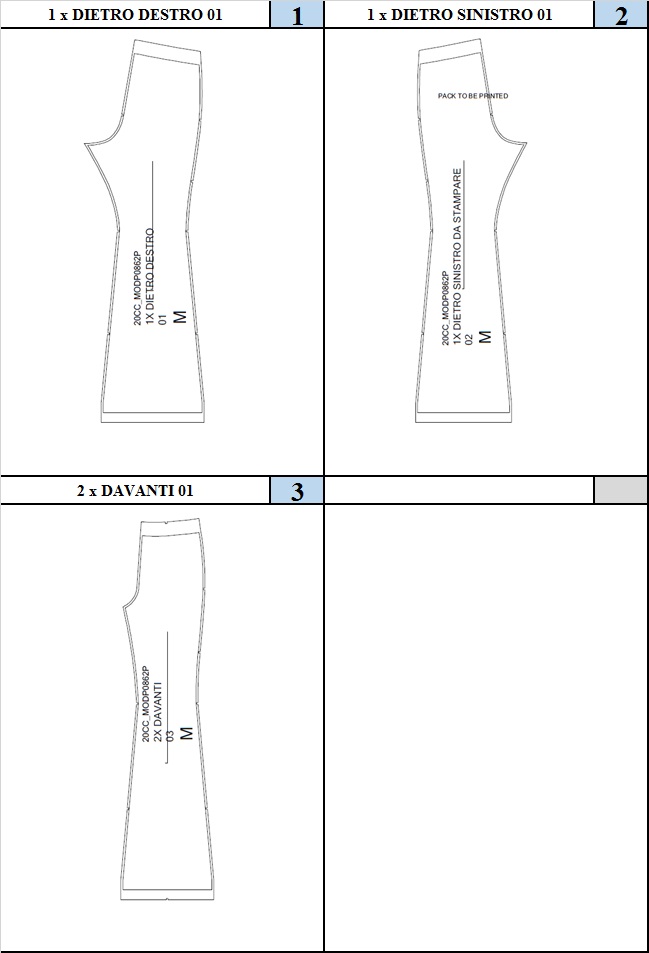 1 x DIETRO DESTRO 01
1
1 x DIETRO SINISTRO 01
2
20CC_MODP0862P
1X DIETRO DESTRO
01
M
PACK TO BE PRINTED
20CC_MODP0862P
1X DIETRO SINISTRO DA STAMPARE
02
M
2 x DAVANTI 01
3
20CC_MODP0862P
2X DAVANTI
03
M